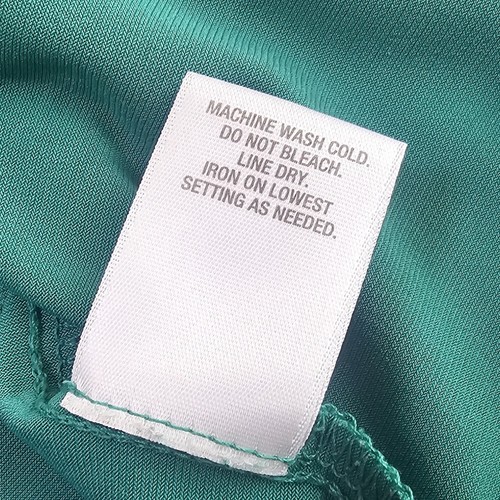 MACHINE WASH COLD.
DO NOT BLEACH.
LINE DRY.
IRON ON LOWEST
SETTING AS NEEDED.